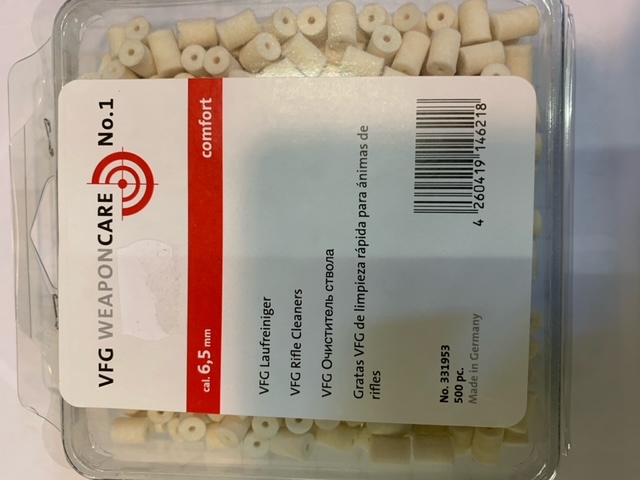 VFG WEAPONCARE No.1
cal. 6,5 mm comfort
VFG Laufreiniger
VFG Rifle Cleaners
VFG Очиститель ствола
Gratas VFG de limpieza rápida para ánimas de
rifles
No. 331953
500 pc.
Made in Germany
4 260419 146218